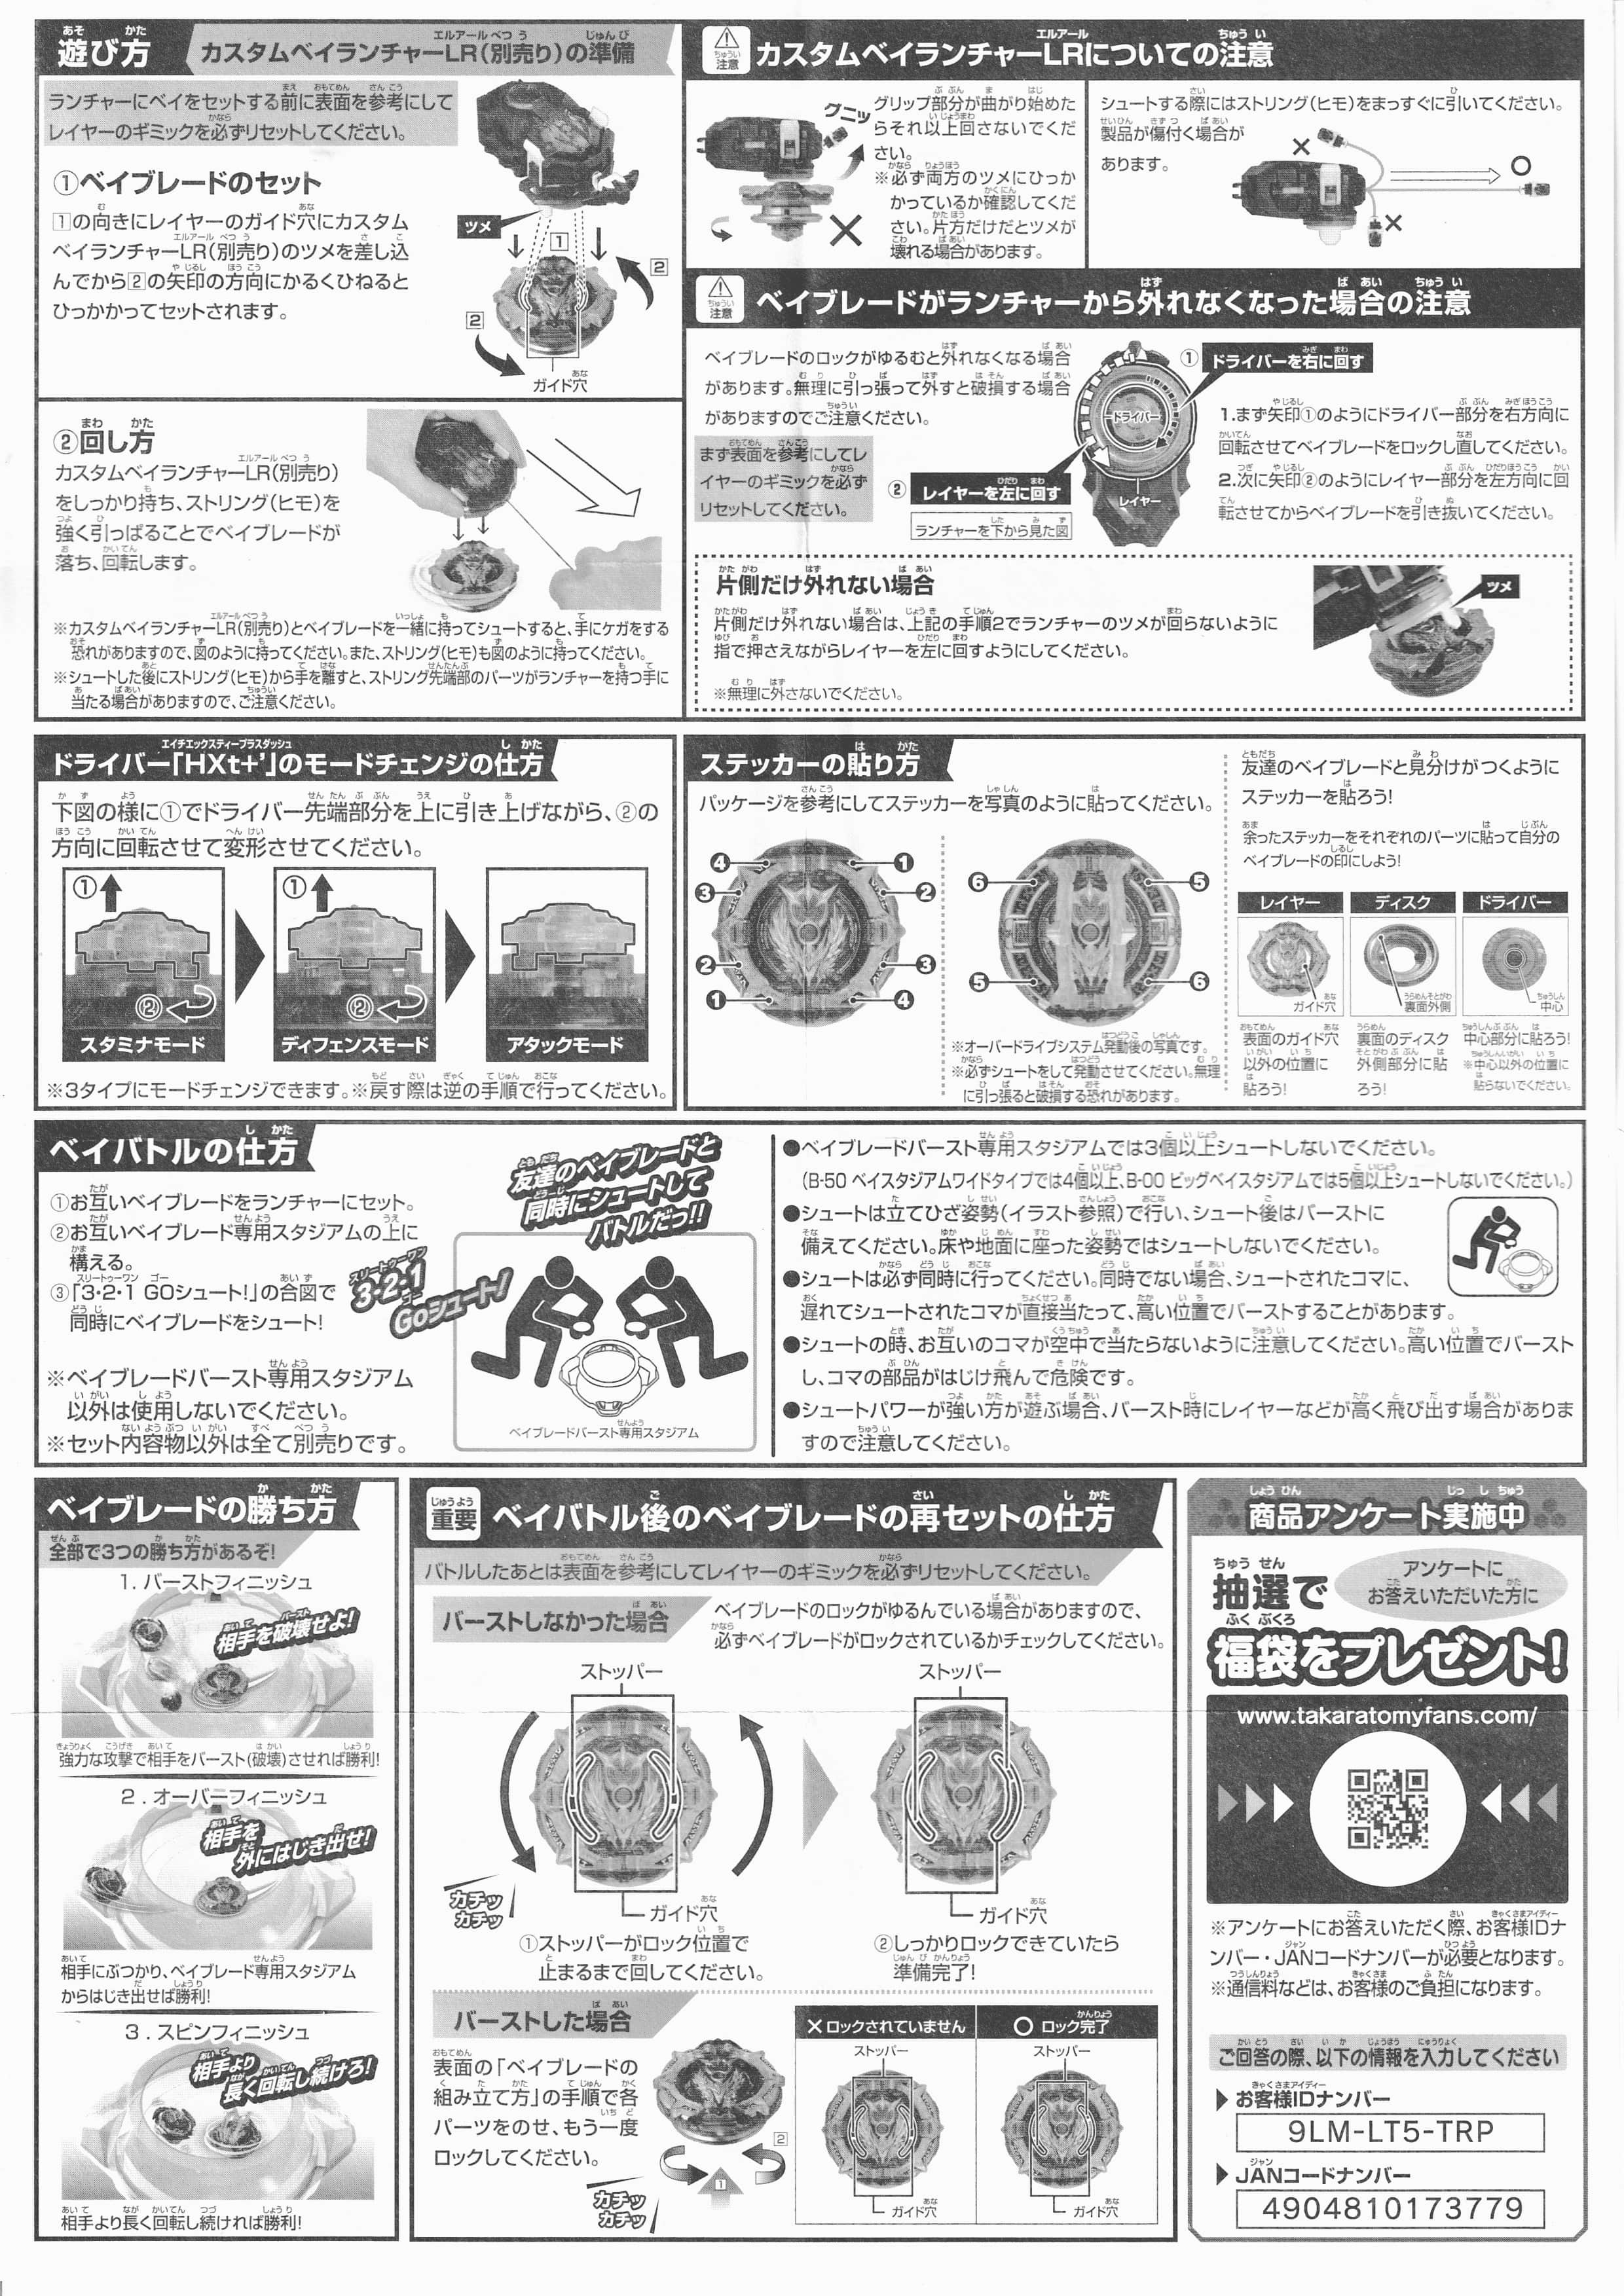 遊び方
カスタムベイランチャーLR(別売り)の準備
ランチャーにベイをセットする前に表面を参考にして
レイヤーのギミックを必ずリセットしてください。
①ベイブレードのセット
1の向きにレイヤーのガイド穴にカスタム
ベイランチャーLR(別売り)のツメを差し込
んでから2の矢印の方向にかるくひねると
ひっかかってセットされます。
ツメ
1
2
2
ガイド穴
②回し方
カスタムベイランチャーLR(別売り)
をしっかり持ち、ストリング(ヒモ)を
強く引っぱることでベイブレードが
落ち、回転します。
※カスタムベイランチャーLR(別売り)とベイブレードを一緒に持ってシュートすると、手にケガをする
恐れがありますので、図のように持ってください。また、ストリング(ヒモ)も図のように持ってください。
※シュートした後にストリング(ヒモ)から手を離すと、ストリング先端部のパーツがランチャーを持つ手に
当たる場合がありますので、ご注意ください。
注意
カスタムベイランチャーLRについての注意
グニッ
グリップ部分が曲がり始めた
らそれ以上回さないでくだ
さい。
※必ず両方のツメにひっか
かっているか確認してくだ
さい。片方だけだとツメが
壊れる場合があります。
シュートする際にはストリング(ヒモ)をまっすぐに引いてください。
製品が傷付く場合が
あります。
注意
ベイブレードがランチャーから外れなくなった場合の注意
ベイブレードのロックがゆるむと外れなくなる場合
があります。無理に引っ張って外すと破損する場合
がありますのでご注意ください。
まず表面を参考にしてレ
イヤーのギミックを必ず
リセットしてください。
① ドライバーを右に回す
ドライバー
レイヤー
② レイヤーを左に回す
ランチャーを下から見た図
1.まず矢印①のようにドライバー部分を右方向に
回転させてベイブレードをロックし直してください。
2.次に矢印②のようにレイヤー部分を左方向に回
転させてからベイブレードを引き抜いてください。
片側だけ外れない場合
片側だけ外れない場合は、上記の手順2でランチャーのツメが回らないように
指で押さえながらレイヤーを左に回すようにしてください。
※無理に外さないでください。
ツメ
ドライバー「HXt+'」のモードチェンジの仕方
下図の様に①でドライバー先端部分を上に引き上げながら、②の
方向に回転させて変形させてください。
①
②
スタミナモード
①
②
ディフェンスモード
アタックモード
※3タイプにモードチェンジできます。※戻す際は逆の手順で行ってください。
ステッカーの貼り方
パッケージを参考にしてステッカーを写真のように貼ってください。
❹ ❶
❸ ❷
❷ ❸
❶ ❹
❻ ❺
❺ ❻
※オーバードライブシステム発動後の写真です。
※必ずシュートをして発動させてください。無理
に引っ張ると破損する恐れがあります。
友達のベイブレードと見分けがつくように
ステッカーを貼ろう!
余ったステッカーをそれぞれのパーツに貼って自分の
ベイブレードの印にしよう!
レイヤー
ガイド穴
表面のガイド穴
以外の位置に
貼ろう!
ディスク
裏面外側
裏面のディスク
外側部分に貼
ろう!
ドライバー
中心
中心部分に貼ろう!
※中心以外の位置に
貼らないでください。
ベイバトルの仕方
①お互いベイブレードをランチャーにセット。
②お互いベイブレード専用スタジアムの上に
構える。
③「3・2・1 GOシュート!」の合図で
同時にベイブレードをシュート!
※ベイブレードバースト専用スタジアム
以外は使用しないでください。
※セット内容物以外は全て別売りです。
友達のベイブレードと
同時にシュートして
バトルだっ!!
3・2・1
Goシュート!
ベイブレードバースト専用スタジアム
●ベイブレードバースト専用スタジアムでは3個以上シュートしないでください。
(B-50 ベイスタジアムワイドタイプでは4個以上、B-00 ビッグベイスタジアムでは5個以上シュートしないでください。)
●シュートは立てひざ姿勢(イラスト参照)で行い、シュート後はバーストに
備えてください。床や地面に座った姿勢ではシュートしないでください。
●シュートは必ず同時に行ってください。同時でない場合、シュートされたコマに、
遅れてシュートされたコマが直接当たって、高い位置でバーストすることがあります。
●シュートの時、お互いのコマが空中で当たらないように注意してください。高い位置でバースト
し、コマの部品がはじけ飛んで危険です。
●シュートパワーが強い方が遊ぶ場合、バースト時にレイヤーなどが高く飛び出す場合がありま
すので注意してください。
ベイブレードの勝ち方
全部で3つの勝ち方があるぞ!
1. バーストフィニッシュ
相手を破壊せよ!
強力な攻撃で相手をバースト(破壊)させれば勝利!
2. オーバーフィニッシュ
相手を
外にはじき出せ!
相手にぶつかり、ベイブレード専用スタジアム
からはじき出せば勝利!
3. スピンフィニッシュ
相手より
長く回転し続けろ!
相手より長く回転し続ければ勝利!
重要
ベイバトル後のベイブレードの再セットの仕方
バトルしたあとは表面を参考にしてレイヤーのギミックを必ずリセットしてください。
バーストしなかった場合
ベイブレードのロックがゆるんでいる場合がありますので、
必ずベイブレードがロックされているかチェックしてください。
ストッパー
カチッ
カチッ
ガイド穴
①ストッパーがロック位置で
止まるまで回してください。
ストッパー
ガイド穴
②しっかりロックできていたら
準備完了!
バーストした場合
表面の「ベイブレードの
組み立て方」の手順で各
パーツをのせ、もう一度
ロックしてください。
カチッ
カチッ
1
2
×ロックされていません
ストッパー
ガイド穴
○ ロック完了
ストッパー
ガイド穴
商品アンケート実施中
抽選で
アンケートに
お答えいただいた方に
福袋をプレゼント!
www.takaratomyfans.com/
※アンケートにお答えいただく際、お客様IDナ
ンバー・JANコードナンバーが必要となります。
※通信料などは、お客様のご負担になります。
ご回答の際、以下の情報を入力してください
お客様IDナンバー
9LM-LT5-TRP
JANコードナンバー
4904810173779